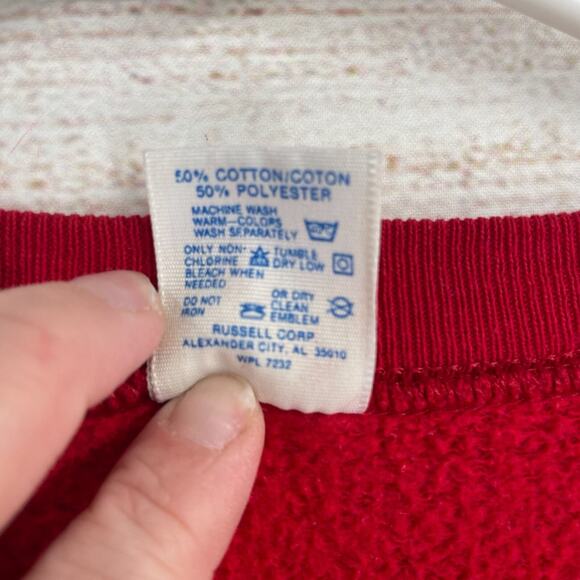 50% COTTON/COTON
50% POLYESTER
MACHINE WASH
WARM-COLORS
WASH SEPARATELY
ONLY NON- TUMBLE
CHLORINE DRY LOW
BLEACH WHEN
NEEDED
DO NOT OR DRY
IRON CLEAN
EMBLEM
RUSSELL CORP
ALEXANDER CITY, AL 35010
WPL 7232